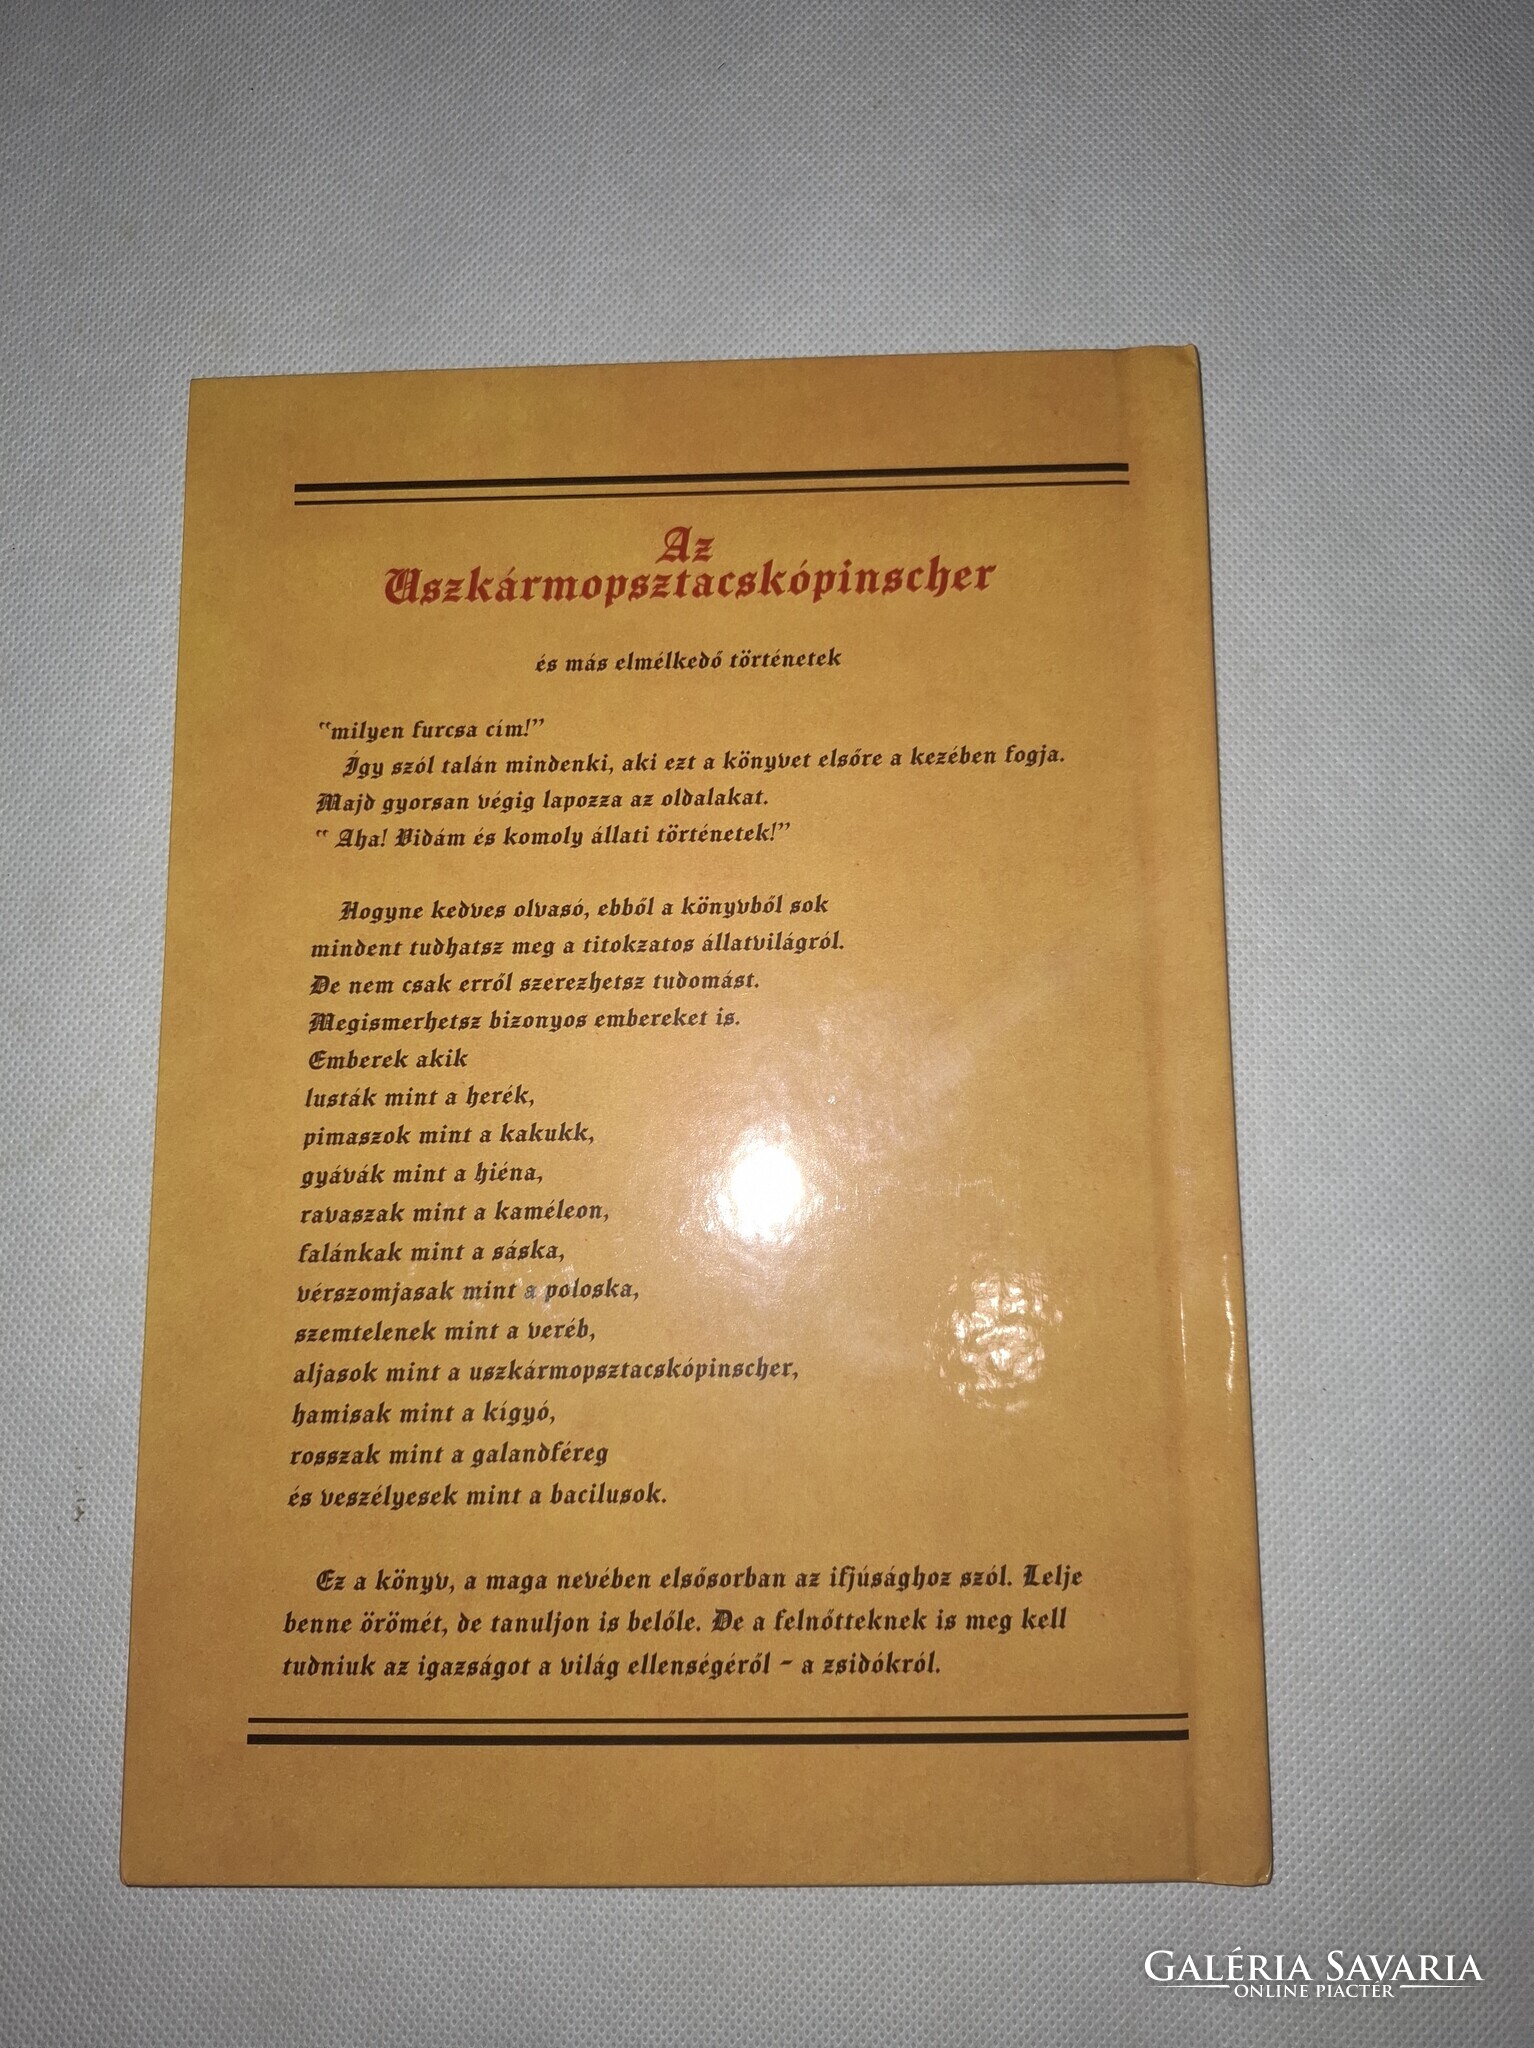 Az
Uszkármopsztacskópinscher
és más elmélkedő történetek
"milyen furcsa cím!"
Így szól talán mindenki, aki ezt a könyvet elsőre a kezében fogja.
Majd gyorsan végig lapozza az oldalakat.
" Aha! Vidám és komoly állati történetek!"
Hogyne kedves olvasó, ebből a könyvből sok
mindent tudhatsz meg a titokzatos állatvilágról.
De nem csak erről szerezhetsz tudomást.
Megismerhetsz bizonyos embereket is.
Emberek akik
lusták mint a herék,
pimaszok mint a kakukk,
gyávák mint a hiéna,
ravaszak mint a kaméleon,
falánkak mint a sáska,
vérszomjasak mint a poloska,
szemtelenek mint a veréb,
aljasok mint a uszkármopsztacskópinscher,
hamisak mint a kígyó,
rosszak mint a galandféreg
és veszélyesek mint a bacilusok.
Ez a könyv, a maga nevében elsősorban az ifjúsághoz szól. Lelje
benne örömét, de tanuljon is belőle. De a felnőtteknek is meg kell
tudniuk az igazságot a világ ellenségéről - a zsidókról.
GALÉRIA SAVARIA
ONLINE PIACTÉR